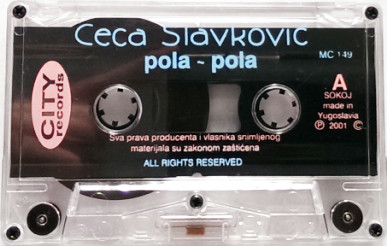 Ceca Slavkovic
pola - pola
MC 149
CITY
records
A
SOKOJ
made in
Yugoslavia
Ⓟ 2001 ©
Sva prava producenta i vlasnika snimljenog
materijala su zakonom zaštićena
ALL RIGHTS RESERVED